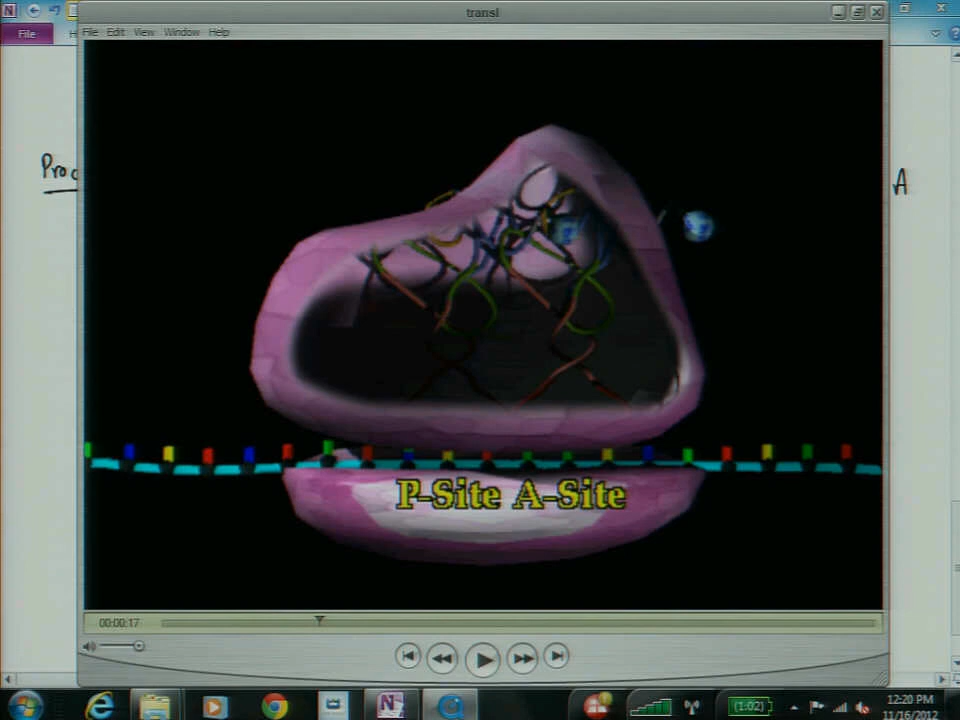 transl
File
File Edit View Window Help
A
P-Site A-Site
00:00:17
(1:02)
12:20 PM
11/16/2012